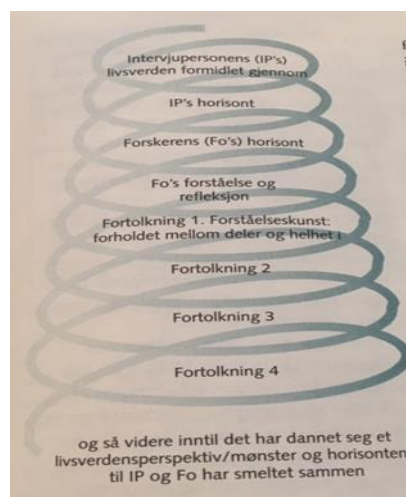 Intervjupersonens (IP's)
livsverden formidlet gjennom
IP's horisont
Forskerens (Fo's) horisont
Fo's forståelse og
refleksjon
Fortolkning 1. Forståelseskunst:
forholdet mellom deler og helhet i
Fortolkning 2
Fortolkning 3
Fortolkning 4
og så videre inntil det har dannet seg et
livsverdensperspektiv/mønster og horisonten
til IP og Fo har smeltet sammen